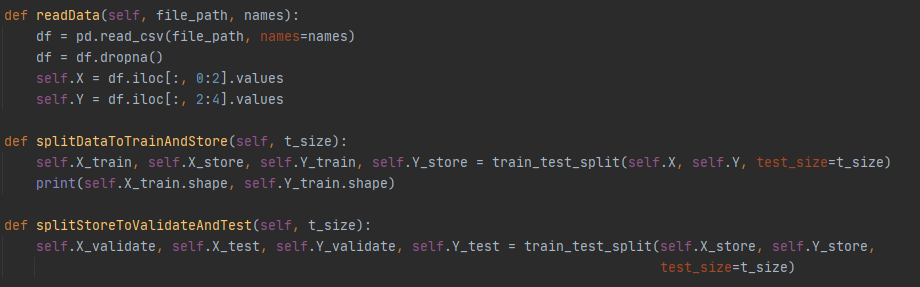 def readData(self, file_path, names):
    df = pd.read_csv(file_path, names=names)
    df = df.dropna()
    self.X = df.iloc[:, 0:2].values
    self.Y = df.iloc[:, 2:4].values
def splitDataToTrainAndStore(self, t_size):
    self.X_train, self.X_store, self.Y_train, self.Y_store = train_test_split(self.X, self.Y, test_size=t_size)
    print(self.X_train.shape, self.Y_train.shape)
def splitStoreToValidateAndTest(self, t_size):
    self.X_validate, self.X_test, self.Y_validate, self.Y_test = train_test_split(self.X_store, self.Y_store,
                                                                                  test_size=t_size)